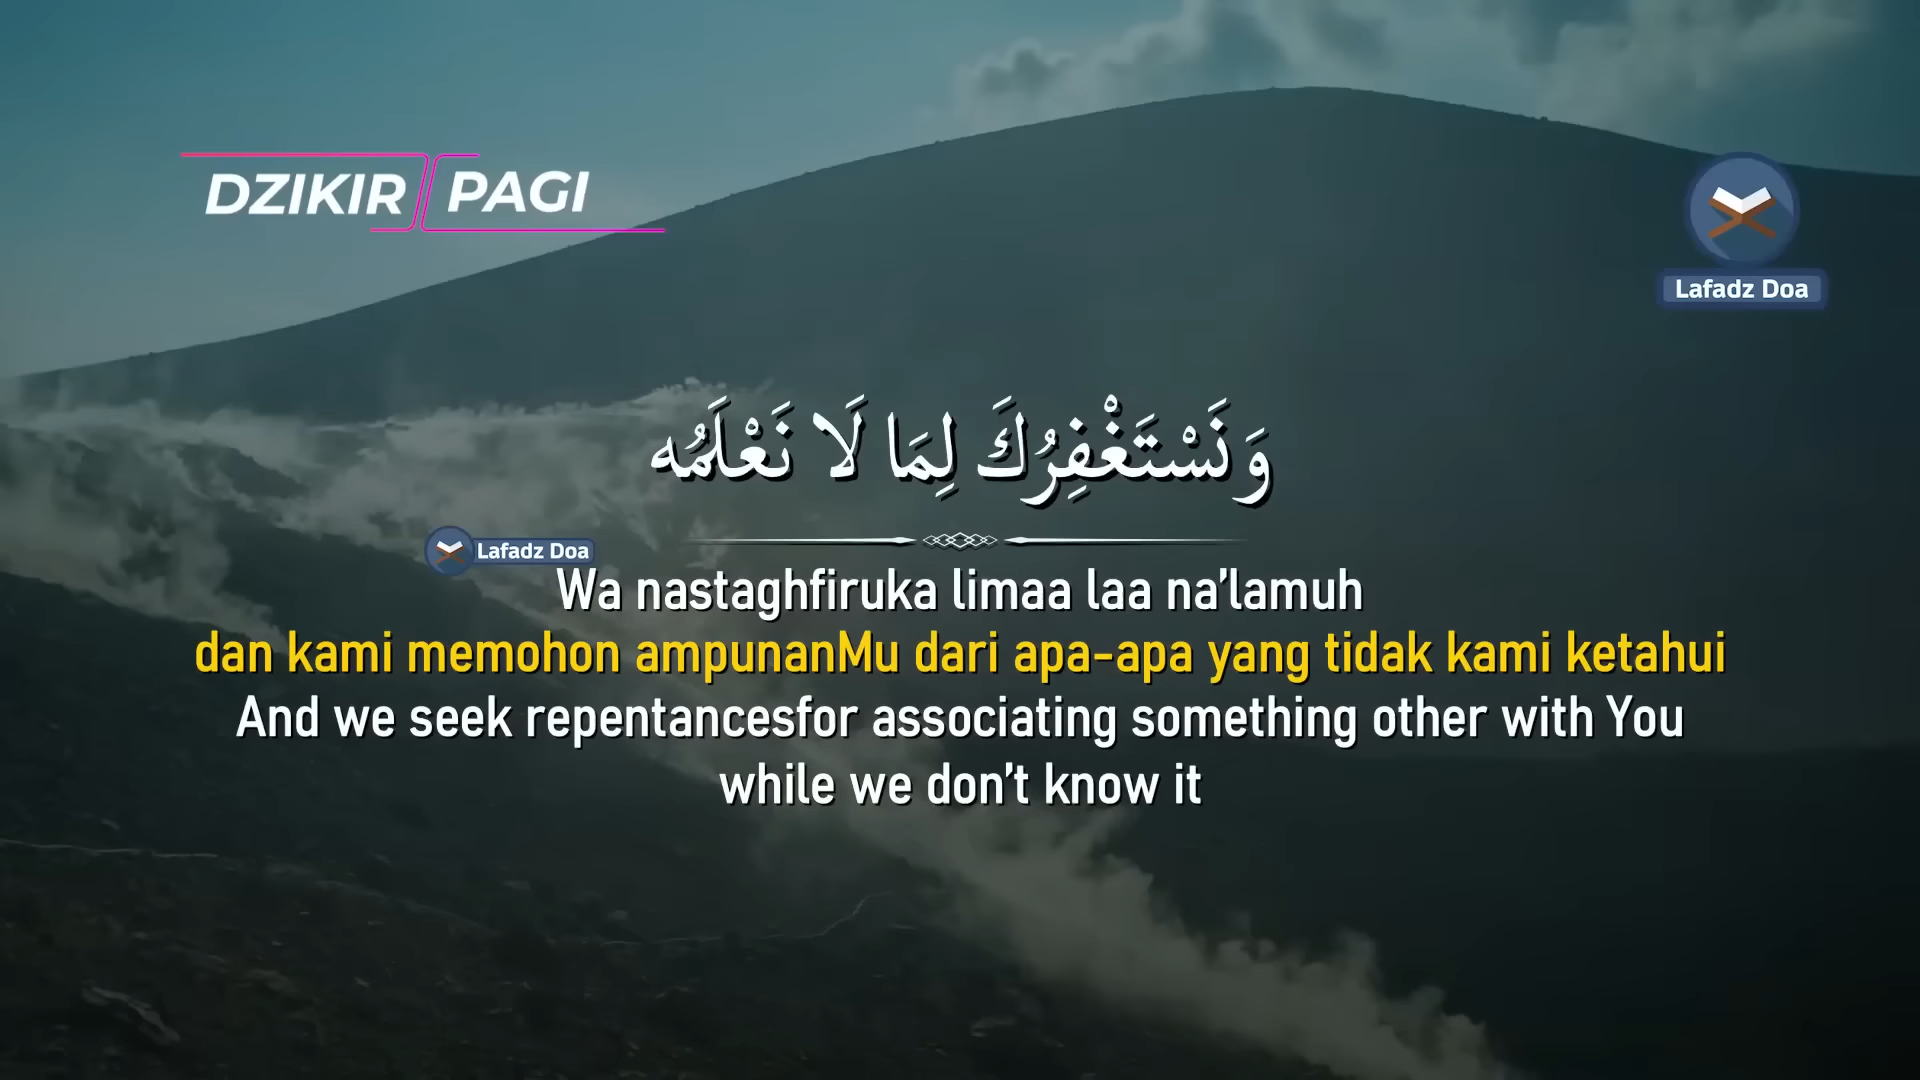 DZIKIR PAGI
Lafadz Doa
وَنَسْتَغْفِرُكَ لِمَا لَا نَعْلَمُه
Lafadz Doa
Wa nastaghfiruka limaa laa na’lamuh
dan kami memohon ampunanMu dari apa-apa yang tidak kami ketahui
And we seek repentancesfor associating something other with You
while we don’t know it